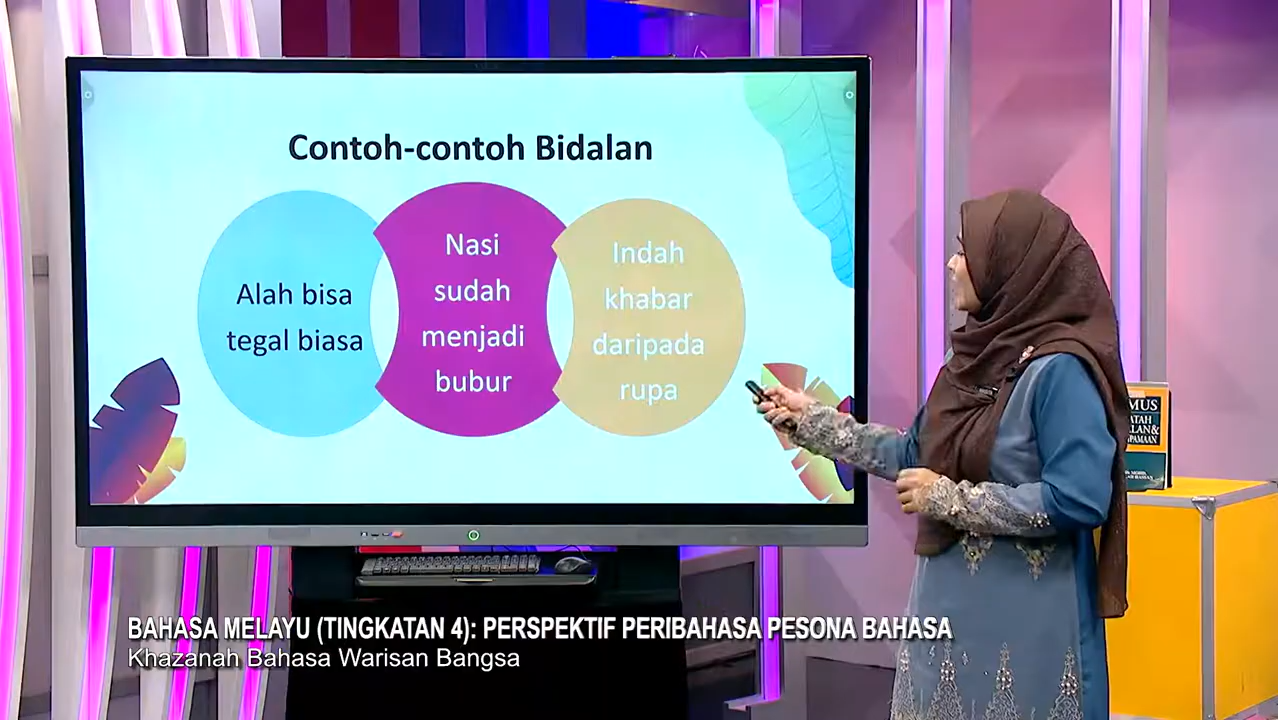 Contoh-contoh Bidalan
Alah bisa
tegal biasa
Nasi
sudah
menjadi
bubur
Indah
khabar
daripada
rupa
BAHASA MELAYU (TINGKATAN 4): PERSPEKTIF PERIBAHASA PESONA BAHASA
Khazanah Bahasa Warisan Bangsa